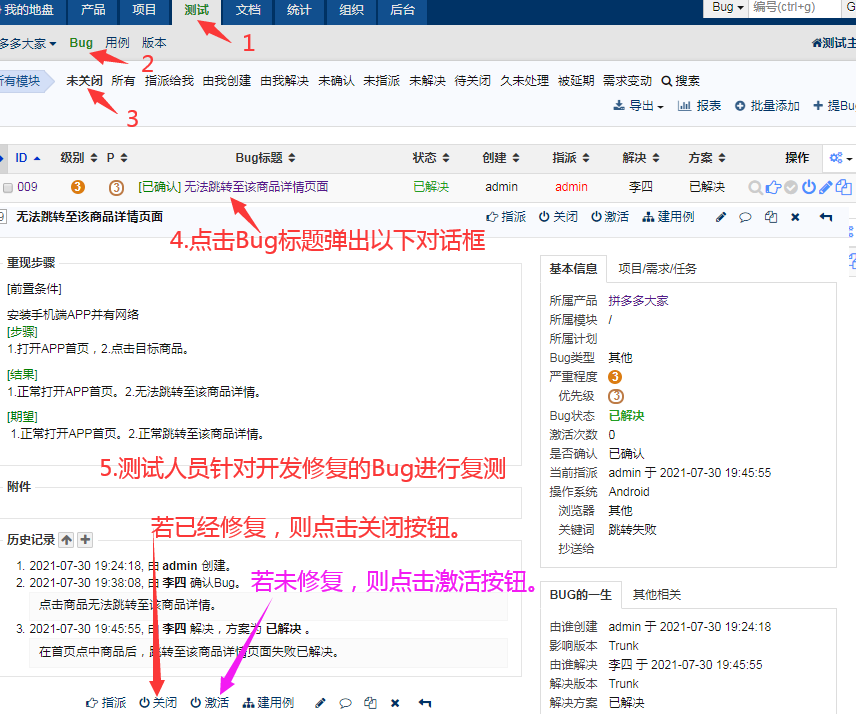 我的地盘 产品 项目 测试 文档 统计 组织 后台 Bug 编号(ctrl+g)
1
多多大家 Bug 用例 版本 测试主
2
所有模块 未关闭 所有 指派给我 由我创建 由我解决 未确认 未指派 未解决 待关闭 久未处理 被延期 需求变动 搜索
3
导出 报表 批量添加 提Bu
ID 级别 P Bug标题 状态 创建 指派 解决 方案 操作
009 3 3 [已确认] 无法跳转至该商品详情页面 已解决 admin admin 李四 已解决
9 无法跳转至该商品详情页面 指派 关闭 激活 建用例
4.点击Bug标题弹出以下对话框
重现步骤
[前置条件]
安装手机端APP并有网络
[步骤]
1.打开APP首页，2.点击目标商品。
[结果]
1.正常打开APP首页。2.无法跳转至该商品详情。
[期望]
1.正常打开APP首页。2.正常跳转至该商品详情。
5.测试人员针对开发修复的Bug进行复测
附件
若已经修复，则点击关闭按钮。
历史记录
1. 2021-07-30 19:24:18, 由 admin 创建。
2. 2021-07-30 19:38:08, 由 李四 确认Bug。
若未修复，则点击激活按钮。
点击商品无法跳转至该商品详情。
3. 2021-07-30 19:45:55, 由 李四 解决，方案为 已解决 。
在首页点中商品后，跳转至该商品详情页面失败已解决。
指派 关闭 激活 建用例
基本信息 项目/需求/任务
所属产品 拼多多大家
所属模块 /
所属计划
Bug类型 其他
严重程度 3
优先级 3
Bug状态 已解决
激活次数 0
是否确认 已确认
当前指派 admin 于 2021-07-30 19:45:55
操作系统 Android
浏览器 其他
关键词 跳转失败
抄送给
BUG的一生 其他相关
由谁创建 admin 于 2021-07-30 19:24:18
影响版本 Trunk
由谁解决 李四 于 2021-07-30 19:45:55
解决版本 Trunk
解决方案 已解决